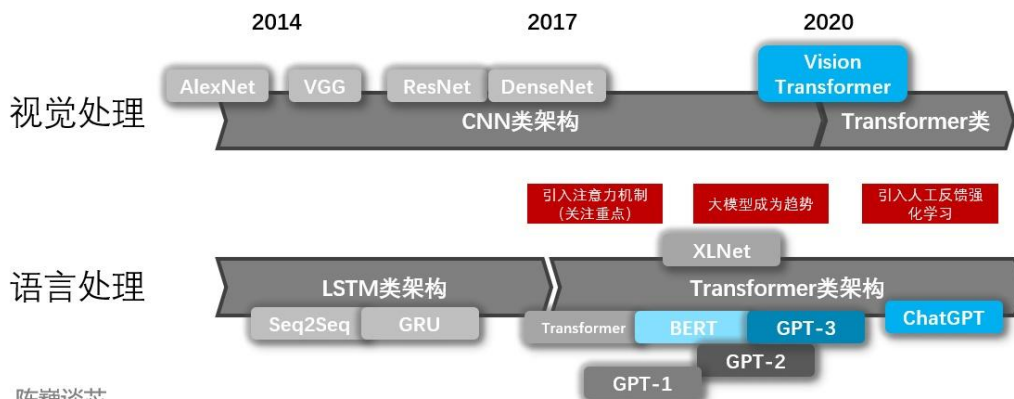 2014
2017
2020
AlexNet
VGG
ResNet
DenseNet
Vision
Transformer
视觉处理
CNN类架构
Transformer类
引入注意力机制
(关注重点)
大模型成为趋势
引入人工反馈强
化学习
XLNet
语言处理
LSTM类架构
Transformer类架构
Seq2Seq
GRU
Transformer
BERT
GPT-3
ChatGPT
GPT-2
GPT-1
陈巍谈芯